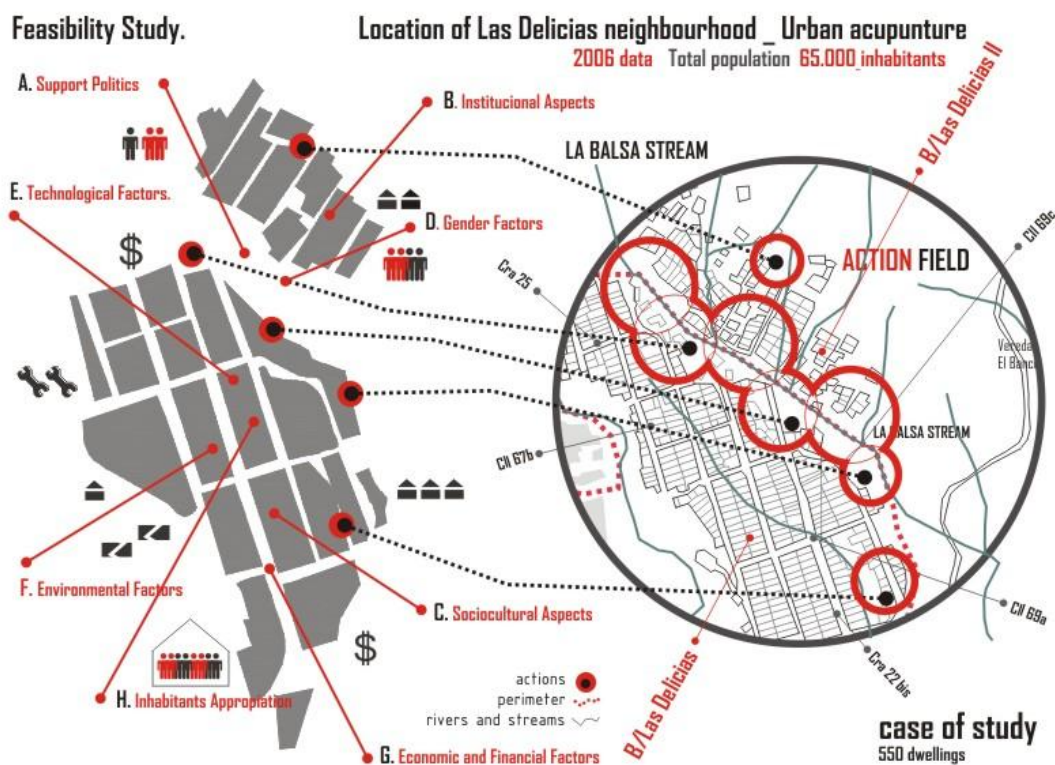 Feasibility Study.
Location of Las Delicias neighbourhood _ Urban acupunture
2006 data Total population 65.000 inhabitants
A. Support Politics
B. Institucional Aspects
E. Technological Factors.
D. Gender Factors
$
LA BALSA STREAM
B/Las Delicias II
Cll 69c
Cra 25
ACTION FIELD
Vereda
El Banco
LA BALSA STREAM
Cll 67b
F. Environmental Factors
C. Sociocultural Aspects
$
Cll 69a
Cra 22 bis
B/Las Delicias
H. Inhabitants Appropiation
actions
perimeter
rivers and streams
G. Economic and Financial Factors
case of study
550 dwellings